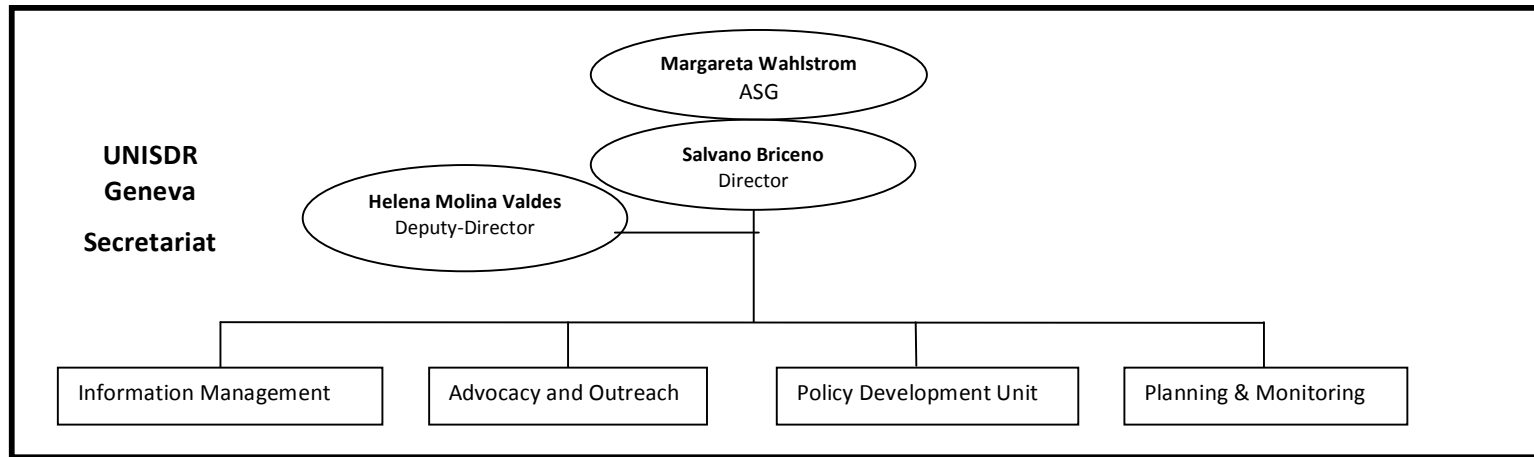 Margareta Wahlstrom
ASG
UNISDR
Geneva
Secretariat
Salvano Briceno
Director
Helena Molina Valdes
Deputy-Director
Information Management
Advocacy and Outreach
Policy Development Unit
Planning & Monitoring